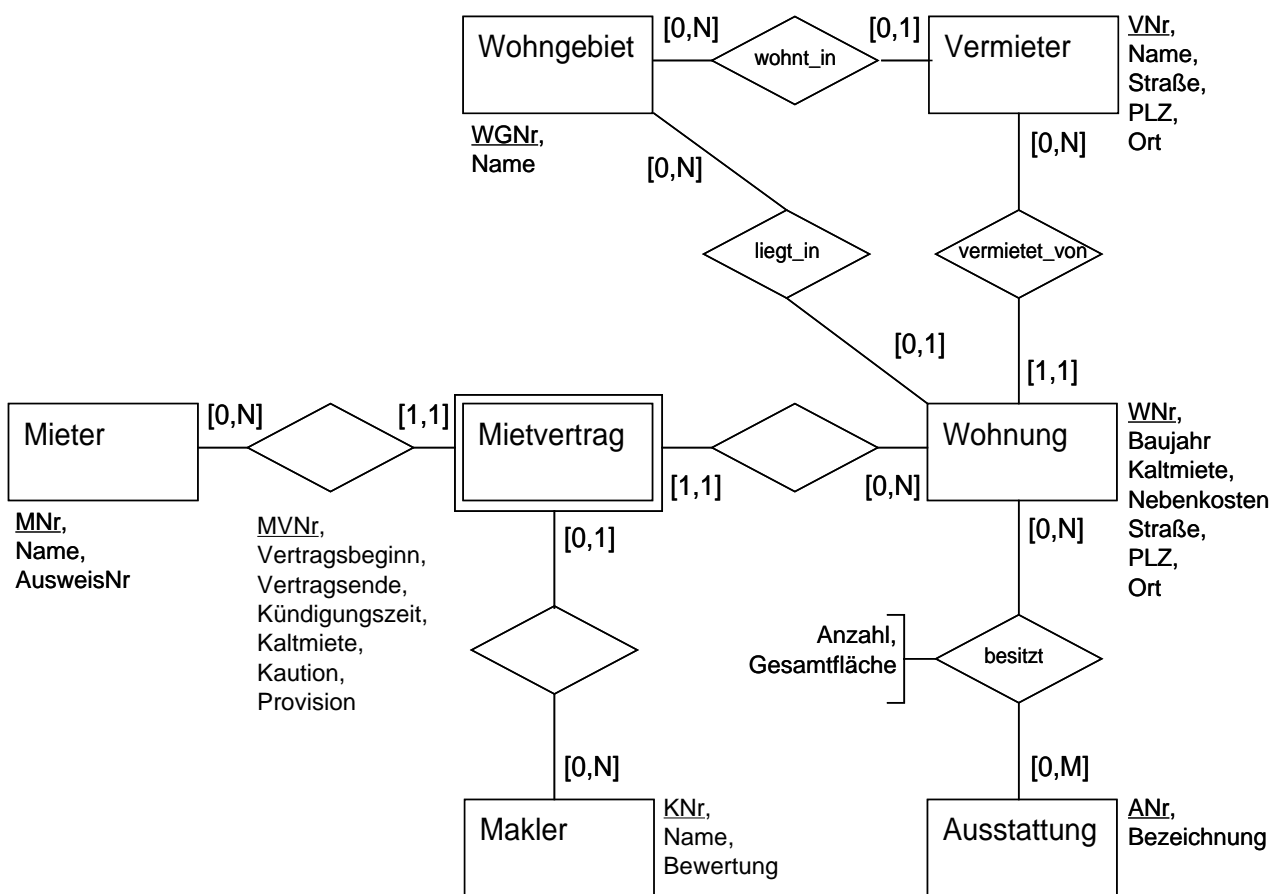 Wohngebiet
[0,N]
wohnt_in
[0,1]
Vermieter
VNr,
Name,
Straße,
PLZ,
Ort
WGNr,
Name
[0,N]
[0,N]
liegt_in
vermietet_von
[0,1]
[1,1]
Mieter
[0,N]
[1,1]
Mietvertrag
[1,1]
[0,N]
Wohnung
WNr,
Baujahr
Kaltmiete,
Nebenkosten
Straße,
PLZ,
Ort
MNr,
Name,
AusweisNr
MVNr,
Vertragsbeginn,
Vertragsende,
Kündigungszeit,
Kaltmiete,
Kaution,
Provision
[0,1]
[0,N]
Anzahl,
Gesamtfläche
besitzt
[0,N]
[0,M]
Makler
KNr,
Name,
Bewertung
Ausstattung
ANr,
Bezeichnung